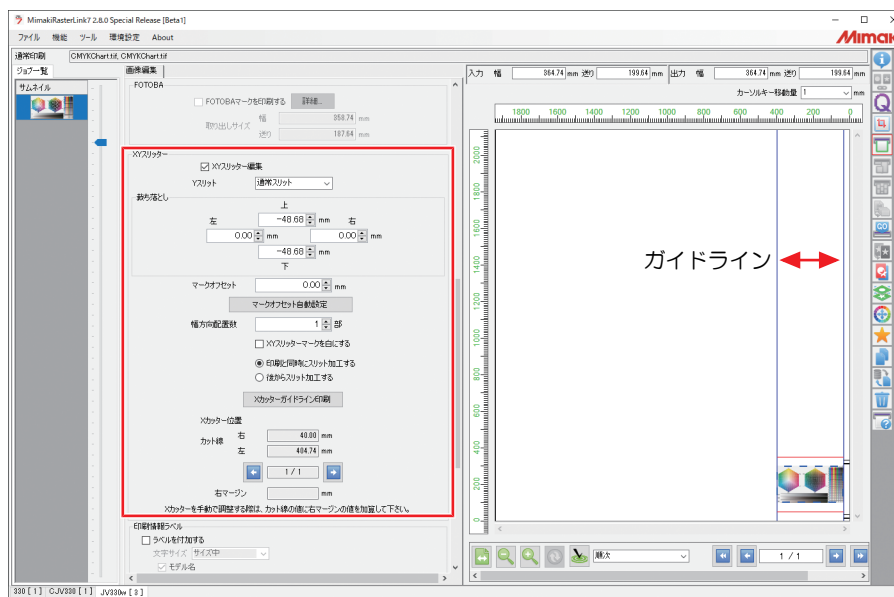 MimakiRasterLink7 2.8.0 Special Release [Beta1]
ファイル 機能 ツール 環境設定 About
Mimaki
通常印刷 CMYKChart.tif, CMYKChart.tif
ジョブ一覧
サムネイル
画像編集
FOTOBA
FOTOBAマークを印刷する 詳細...
取り出しサイズ 幅 358.74 mm
送り 187.64 mm
XYスリッター
XYスリッター編集
Yスリット 通常スリット
裁ち落とし
上
左 -48.68 mm 右
0.00 mm 0.00 mm
-48.68 mm
下
マークオフセット 0.00 mm
マークオフセット自動設定
幅方向配置数 1 部
XYスリッターマークを白にする
印刷と同時にスリット加工する
後からスリット加工する
Xカッターガイドライン印刷
Xカッター位置
カット線 右 40.00 mm
左 404.74 mm
1 / 1
右マージン mm
Xカッターを手動で調整する際は、カット線の値に右マージンの値を加算して下さい。
印刷情報ラベル
ラベルを付加する
文字サイズ サイズ中
モデル名
入力 幅 364.74 mm 送り 199.64 mm 出力 幅 364.74 mm 送り 199.64 mm
カーソルキー移動量 1 mm
1800 1600 1400 1200 1000 800 600 400 200 0
2000
1800
1600
1400
1200
1000
800
600
400
200
0
ガイドライン
順次
1 / 1
330 [ 1 ] CJV330 [ 1 ] JV330w [ 3 ]